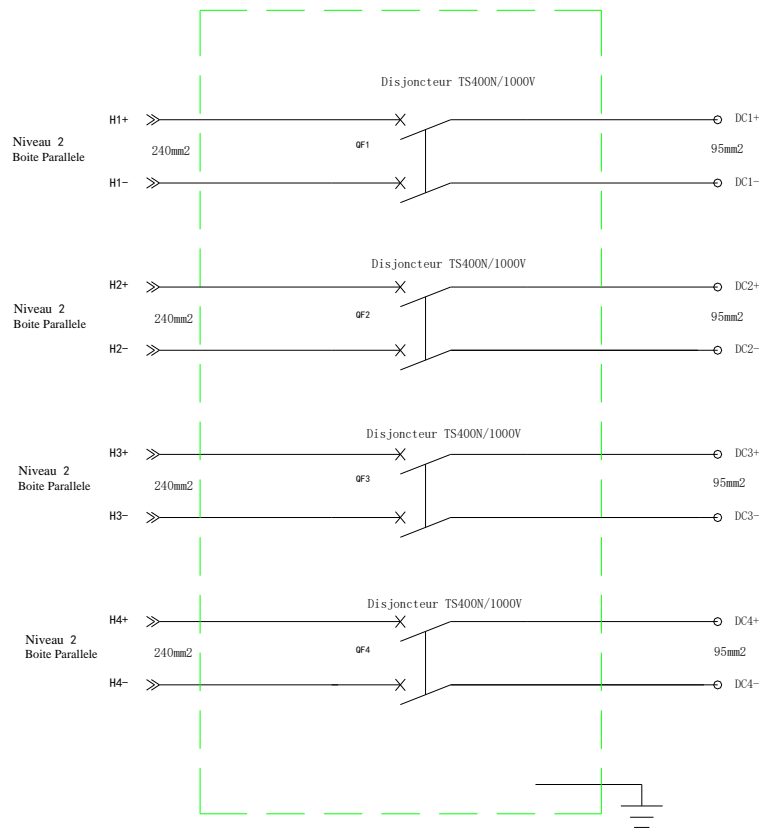 Disjoncteur TS400N/1000V
H1+
DC1+
Niveau 2
Boite Parallele
240mm2
QF1
95mm2
H1-
DC1-
Disjoncteur TS400N/1000V
H2+
DC2+
Niveau 2
Boite Parallele
240mm2
QF2
95mm2
H2-
DC2-
Disjoncteur TS400N/1000V
H3+
DC3+
Niveau 2
Boite Parallele
240mm2
QF3
95mm2
H3-
DC3-
Disjoncteur TS400N/1000V
H4+
DC4+
Niveau 2
Boite Parallele
240mm2
QF4
95mm2
H4-
DC4-